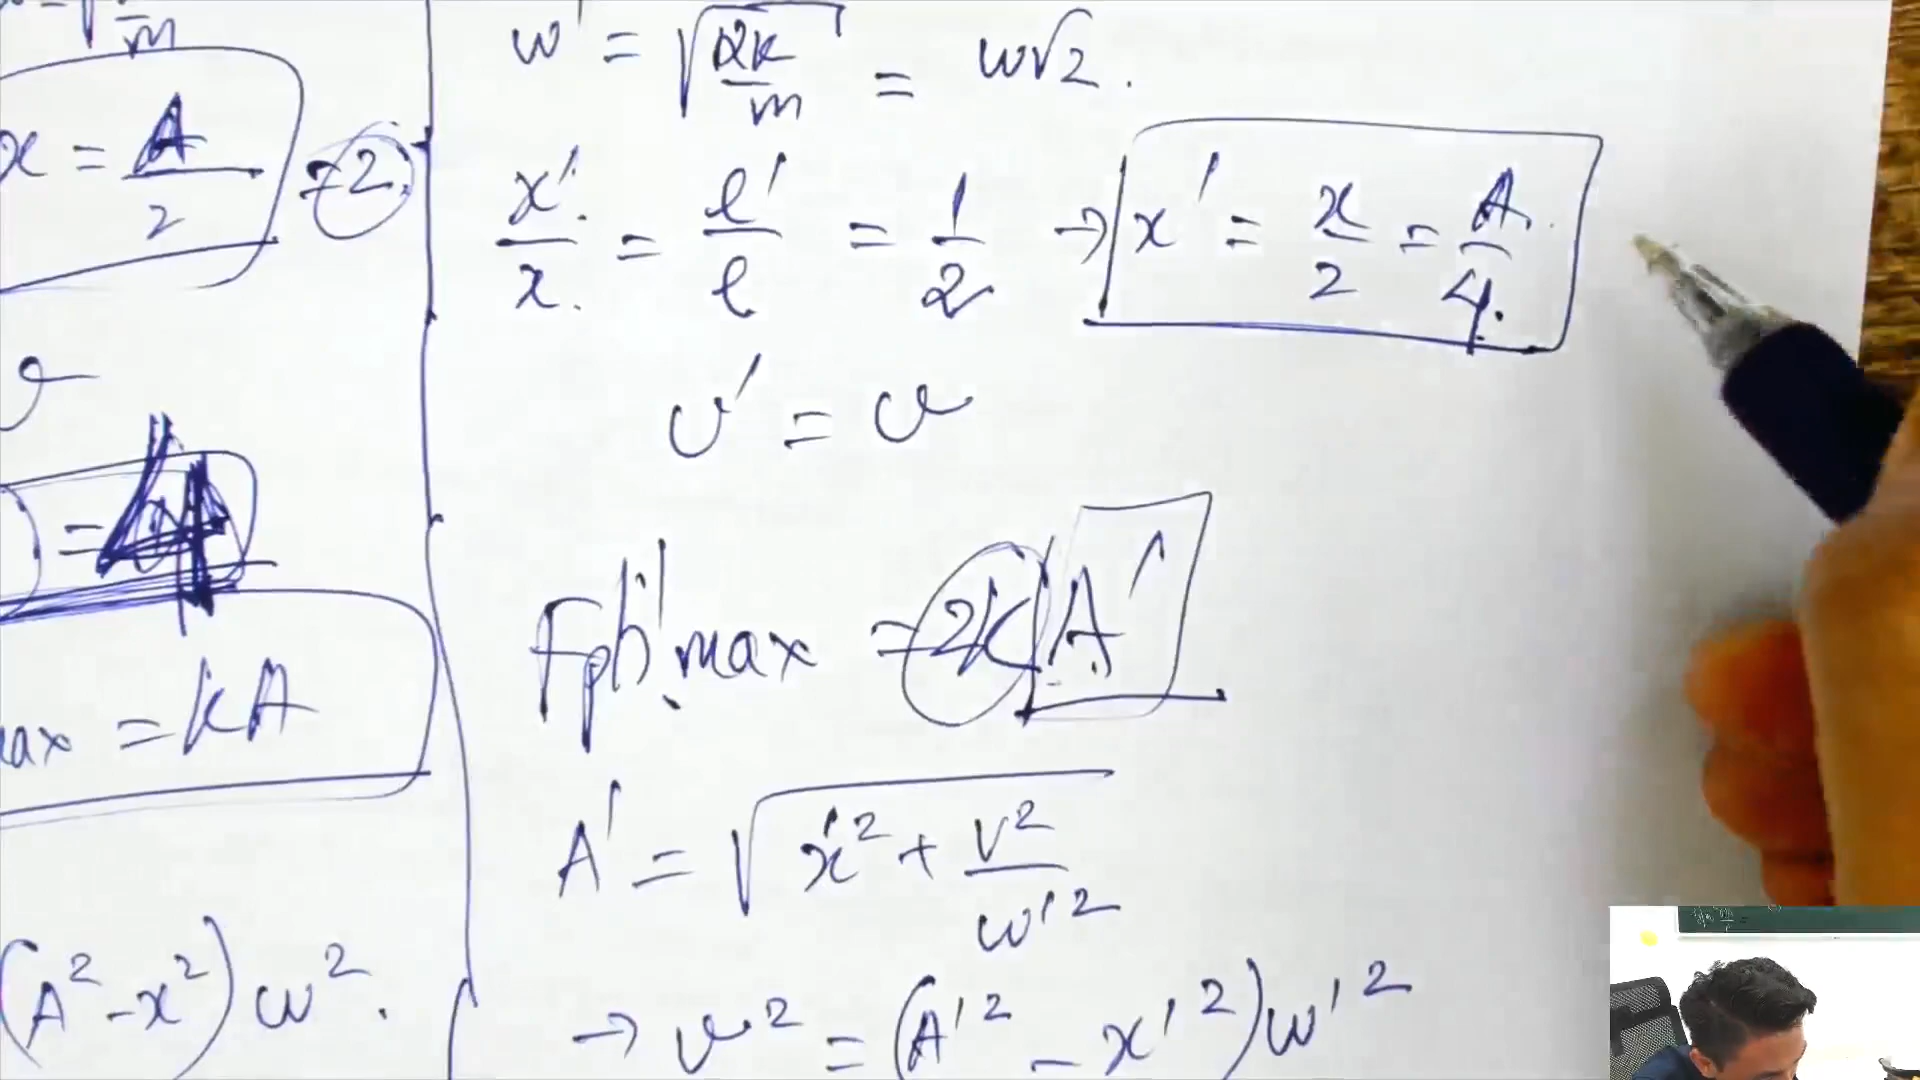 m
x = A/2 = 2
v
=
max = kA
(A² - x²) w².
w' = √(2k/m) = w√2.
x'/x = l'/l = 1/2 → x' = x/2 = A/4.
v' = v
Fph'max = 2k A'
A' = √(x'² + v²/w'²)
→ v² = (A'² - x'²) w'²